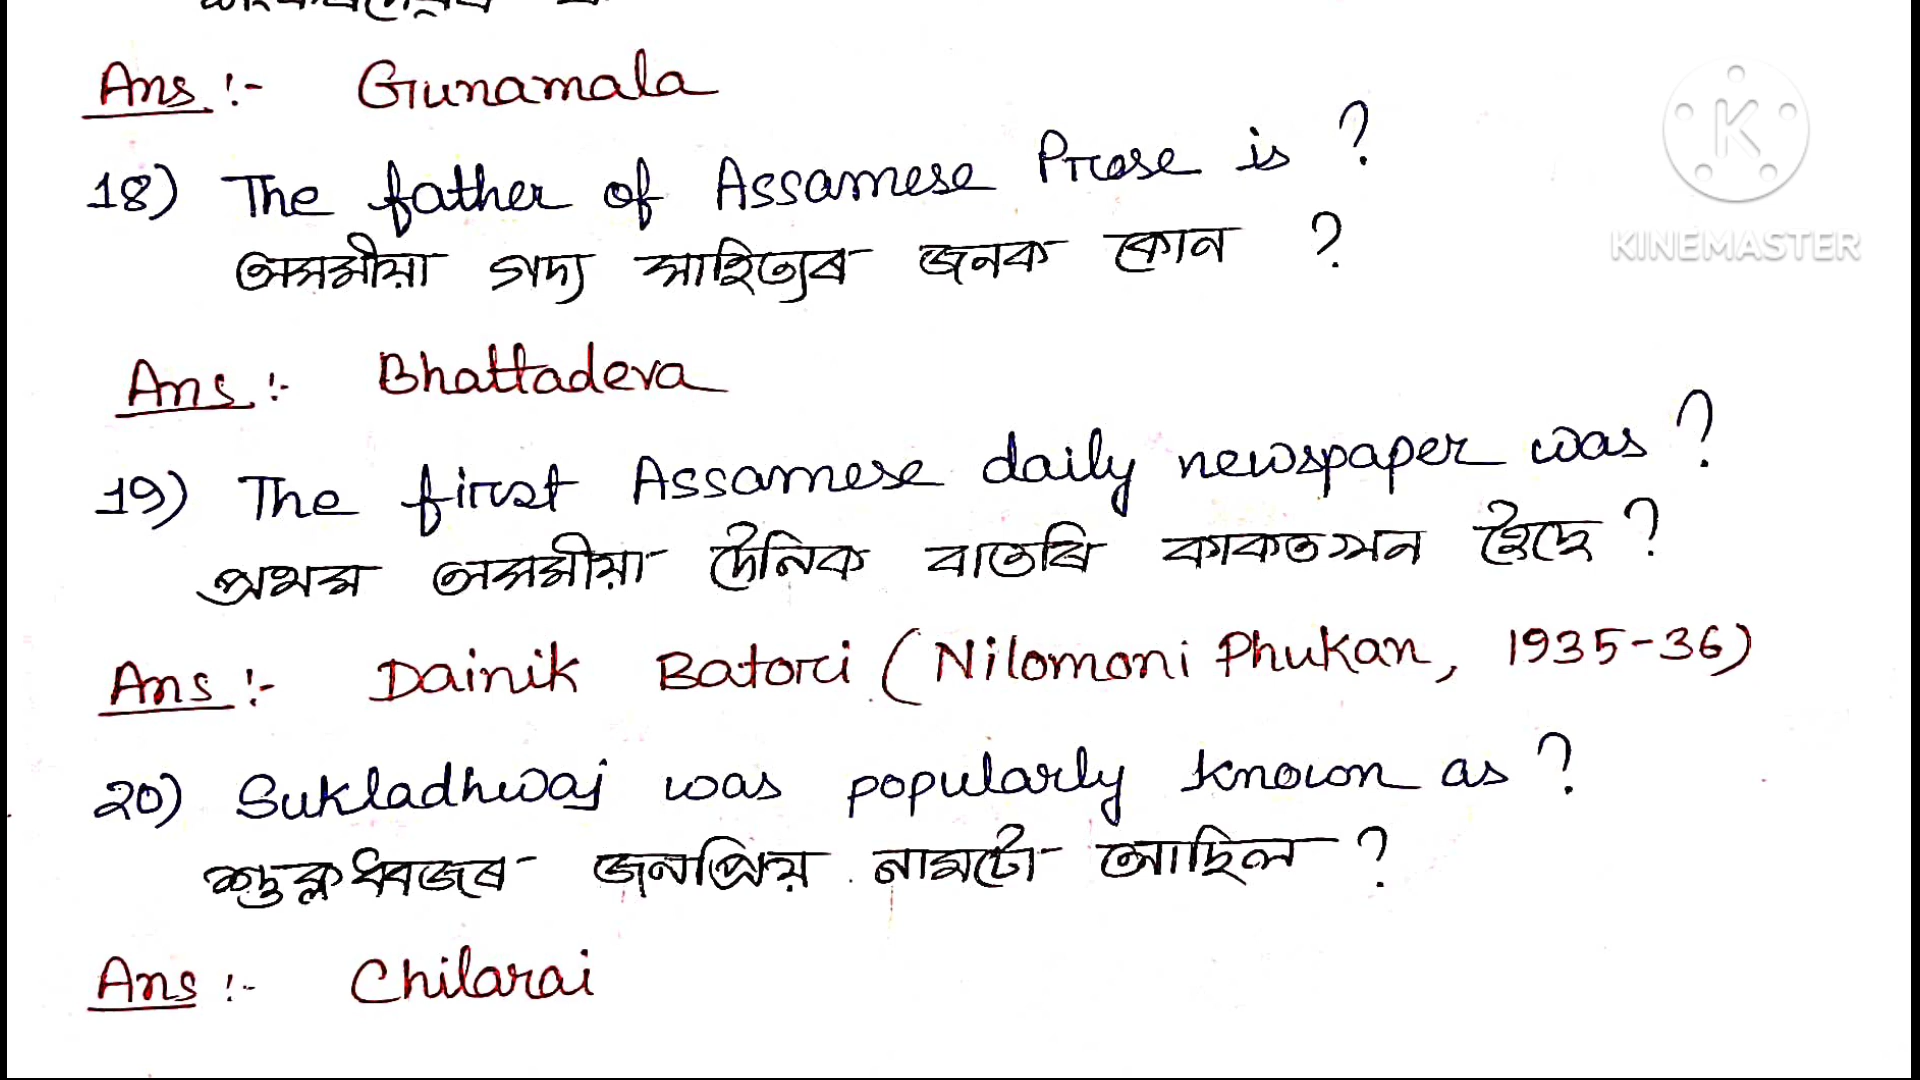 Ans :- Gunamala
18) The father of Assamese Prose is ?
অসমীয়া গদ্য সাহিত্যৰ জনক কোন ?
Ans :- Bhattadeva
19) The first Assamese daily newspaper was ?
প্ৰথম অসমীয়া দৈনিক বাতৰি কাকতখন হৈছে ?
Ans :- Dainik Batori (Nilomoni Phukan, 1935-36)
20) Sukladhwaj was popularly known as ?
শুক্লধ্বজৰ জনপ্ৰিয় নামটো আছিল ?
Ans :- Chilarai
K
KINEMASTER